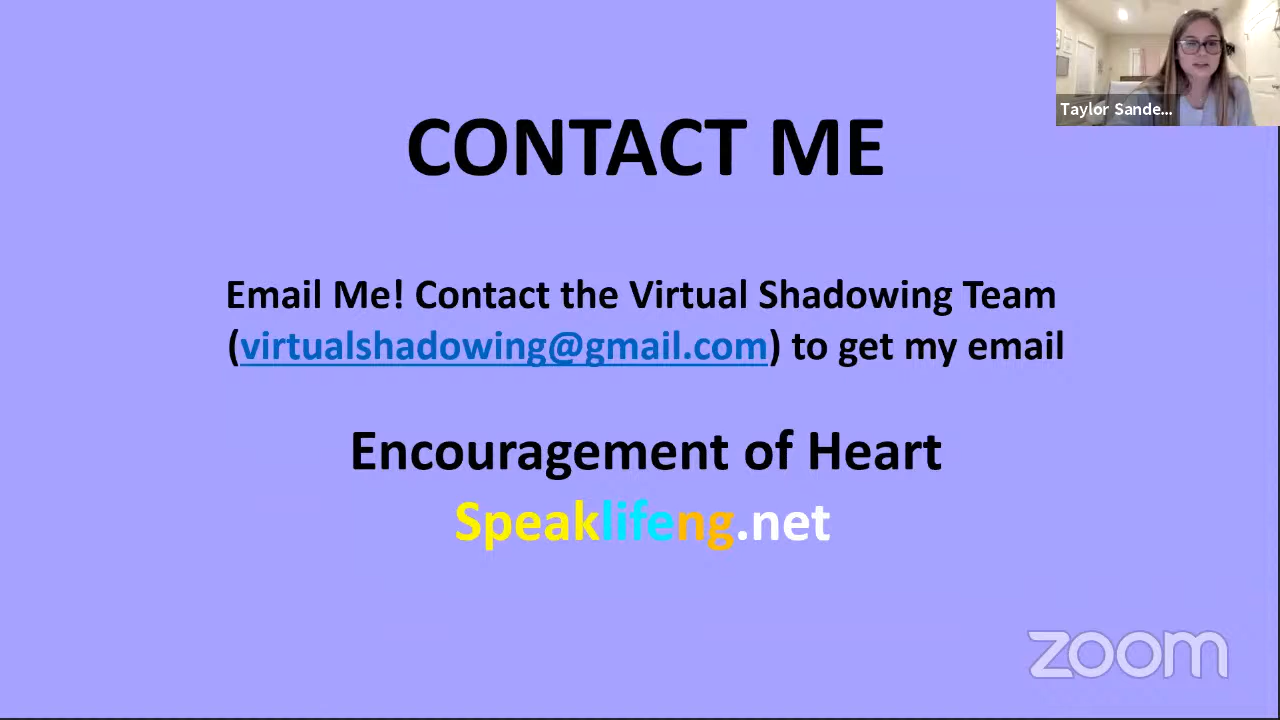 Taylor Sande...
CONTACT ME
Email Me! Contact the Virtual Shadowing Team
(virtualshadowing@gmail.com) to get my email
Encouragement of Heart
Speaklifeng.net
zoom